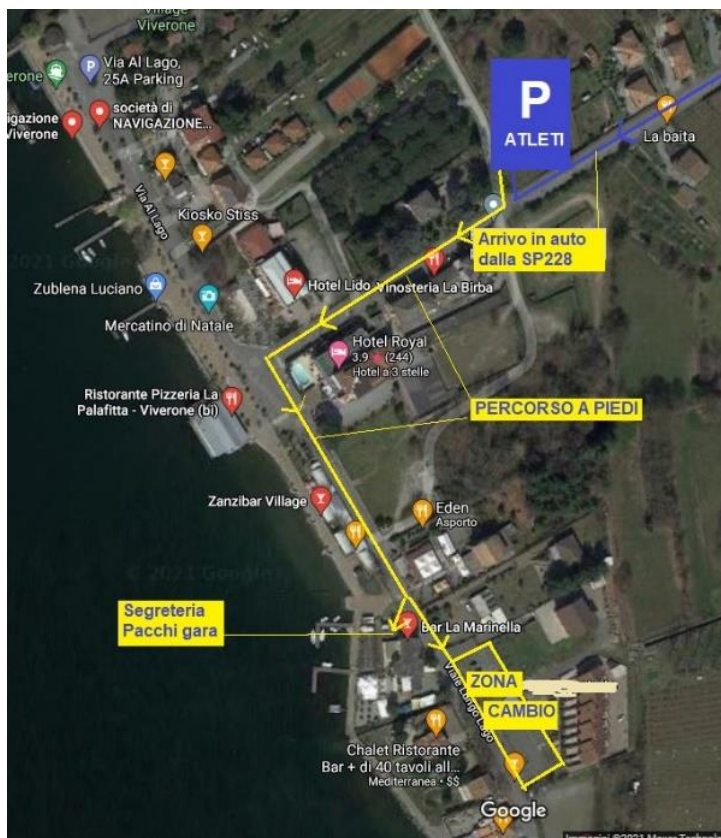 Village
Viverone
Via Al Lago,
25A Parking
erone
società di
NAVIGAZIONE...
igazione
Viverone
P
ATLETI
La baita
Via Al Lago
Kiosko Stiss
Arrivo in auto
dalla SP228
Zublena Luciano
Hotel Lido
Vinosteria La Birba
Mercatino di Natale
Hotel Royal
3.9 ★ (244)
Hotel a 3 stelle
Ristorante Pizzeria La
Palafitta - Viverone (bi)
PERCORSO A PIEDI
Zanzibar Village
Eden
Asporto
© 2021 Google
Segreteria
Pacchi gara
Bar La Marinella
ZONA
CAMBIO
Viale Lungo Lago
Chalet Ristorante
Bar + di 40 tavoli all...
Mediterranea • $$
Google